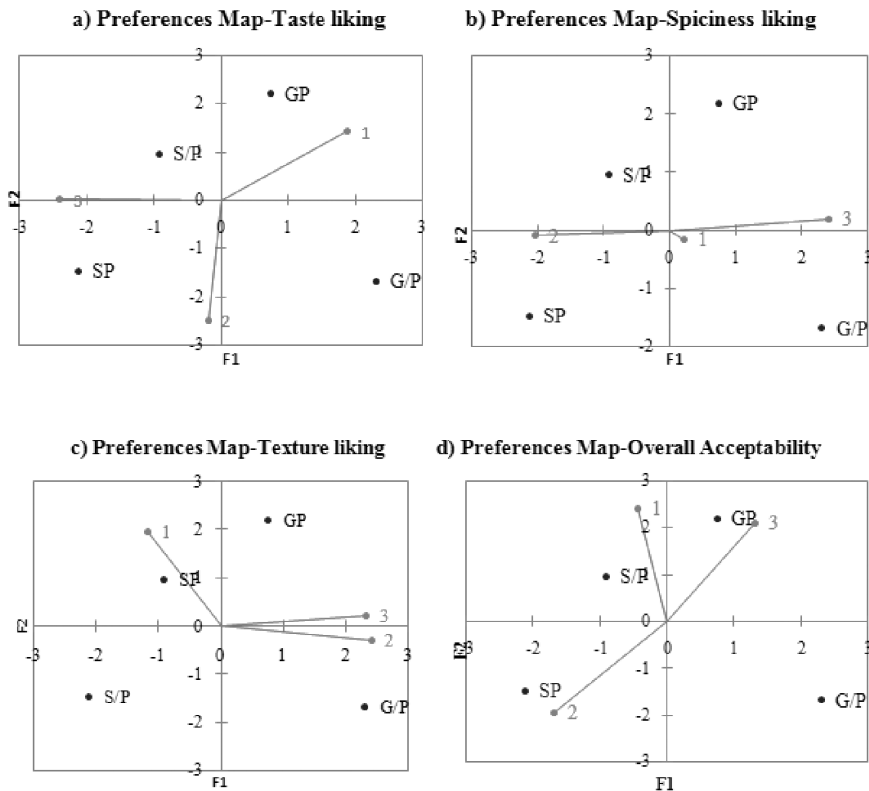 a) Preferences Map-Taste liking
3
2
GP
1
S/P
1
F2
3
0
-3 -2 -1 0 1 2 3
-1
SP
G/P
-2
2
-3
F1
b) Preferences Map-Spiciness liking
3
2
GP
S/P
1
3
F2
2
0
1
-3 -2 -1 0 1 2 3
-1
SP
G/P
-2
F1
c) Preferences Map-Texture liking
3
1
2
GP
SP
1
3
F2
0
2
-3 -2 -1 0 1 2 3
-1
S/P
G/P
-2
-3
F1
d) Preferences Map-Overall Acceptability
3
1
GP
2
3
S/P
1
F2
0
-3 -2 -1 0 1 2 3
-1
SP
G/P
-2
2
-3
F1